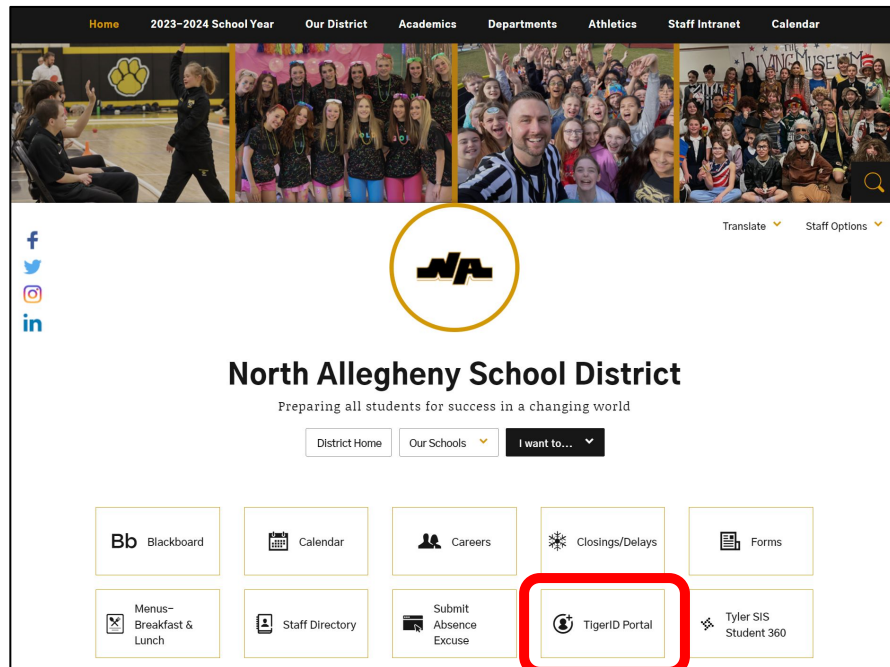 Home 2023-2024 School Year Our District Academics Departments Athletics Staff Intranet Calendar
Translate Staff Options
NA
North Allegheny School District
Preparing all students for success in a changing world
District Home Our Schools I want to...
Bb Blackboard
Calendar
Careers
Closings/Delays
Forms
Menus-
Breakfast &
Lunch
Staff Directory
Submit
Absence
Excuse
TigerID Portal
Tyler SIS
Student 360
f
in